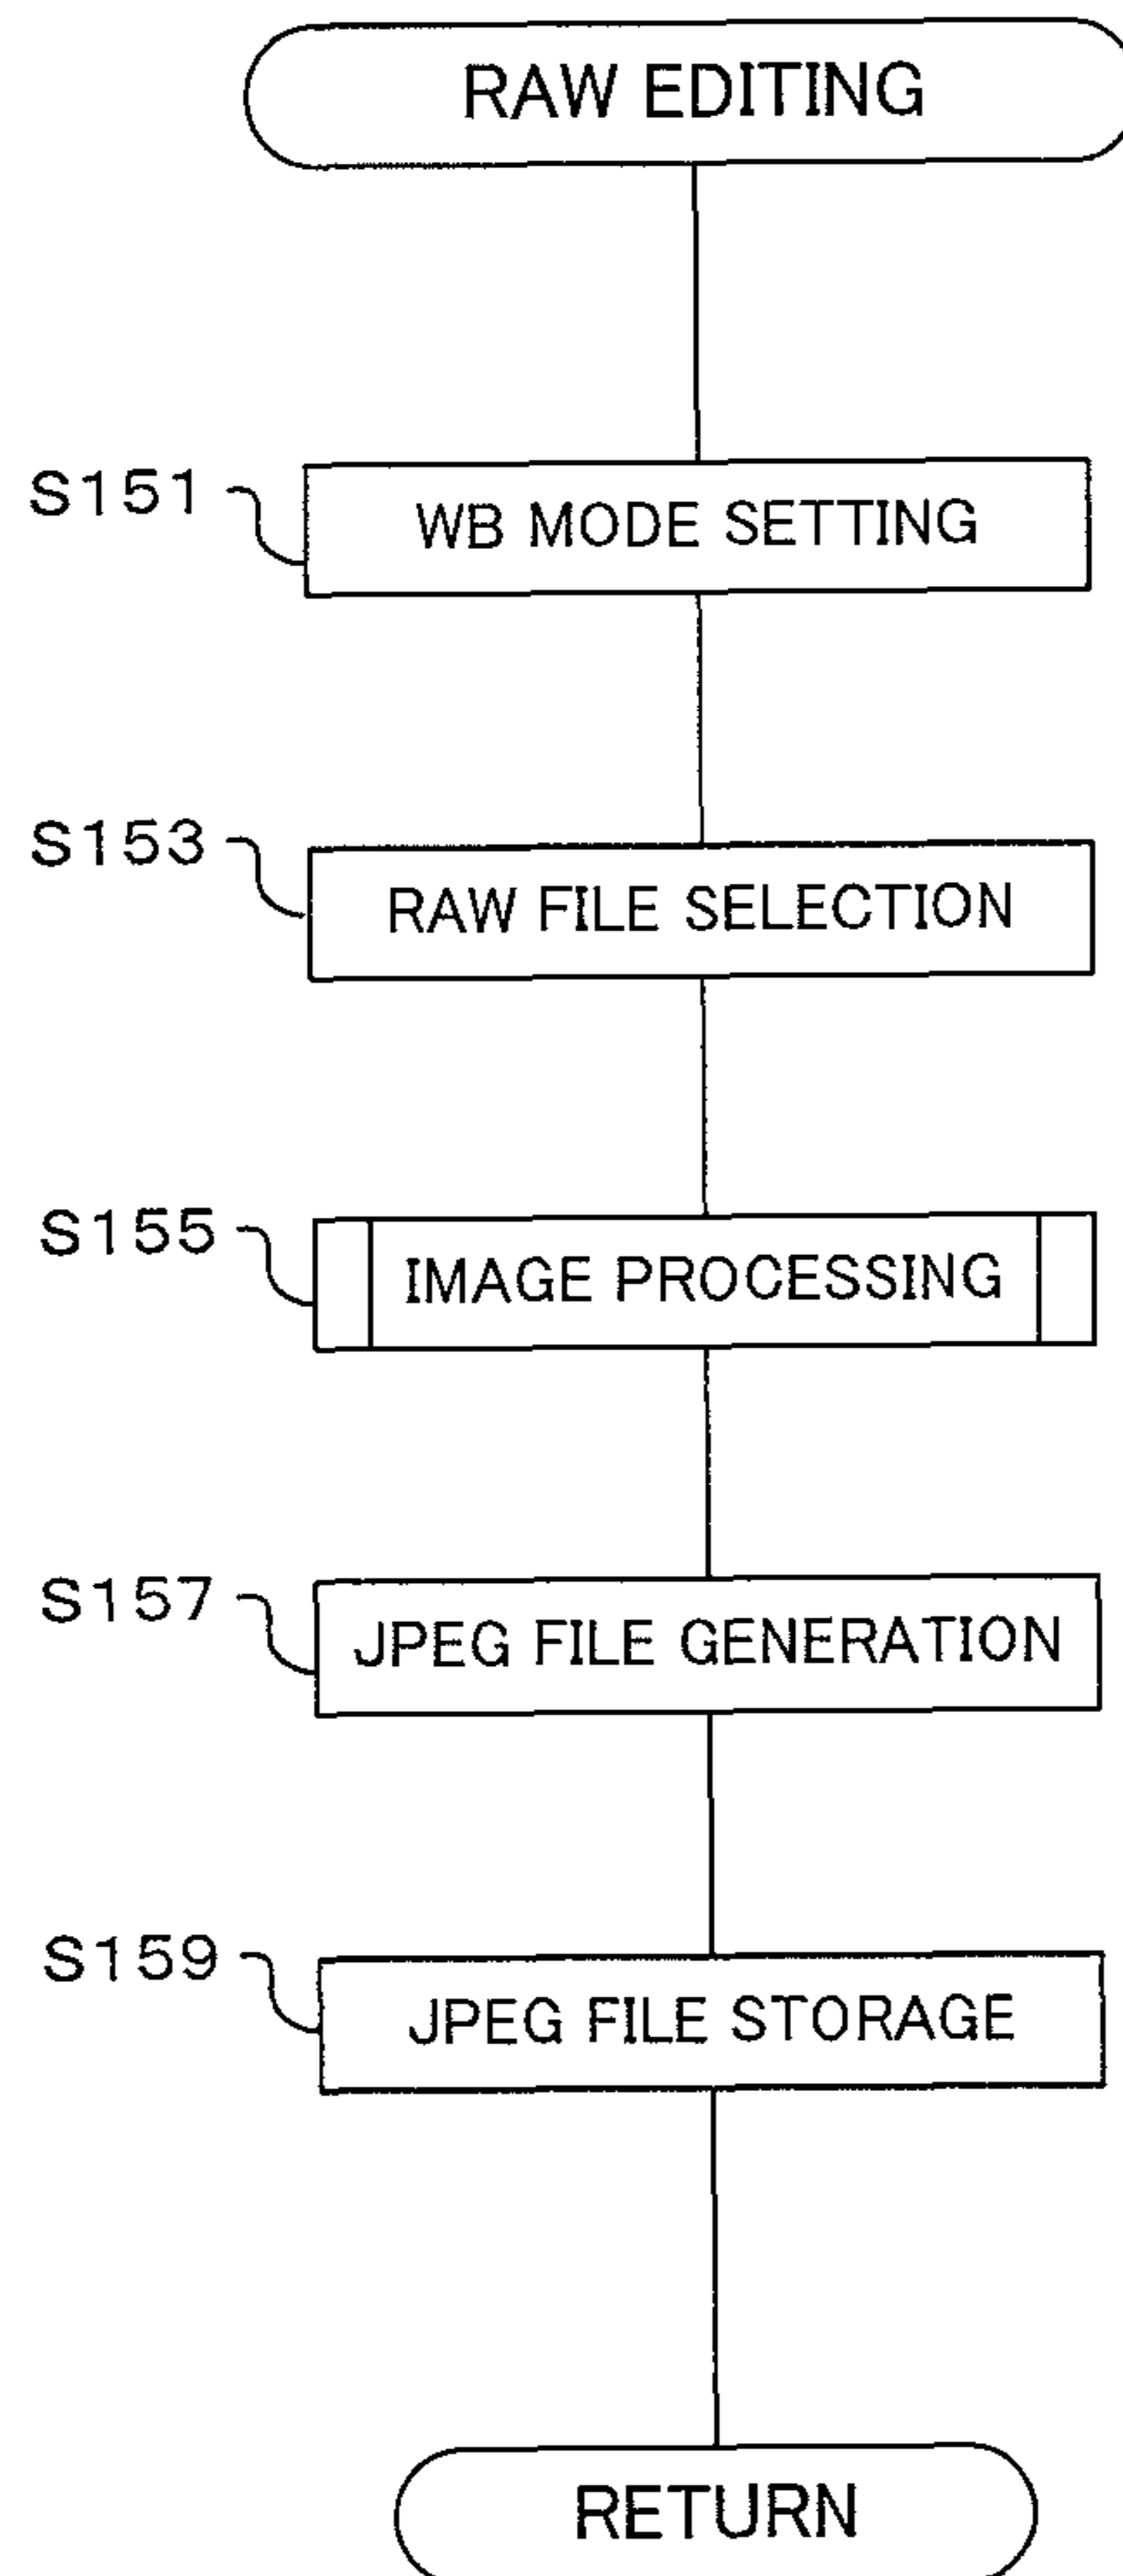 RAW EDITING
S151
WB MODE SETTING
S153
RAW FILE SELECTION
S155
IMAGE PROCESSING
S157
JPEG FILE GENERATION
S159
JPEG FILE STORAGE
RETURN